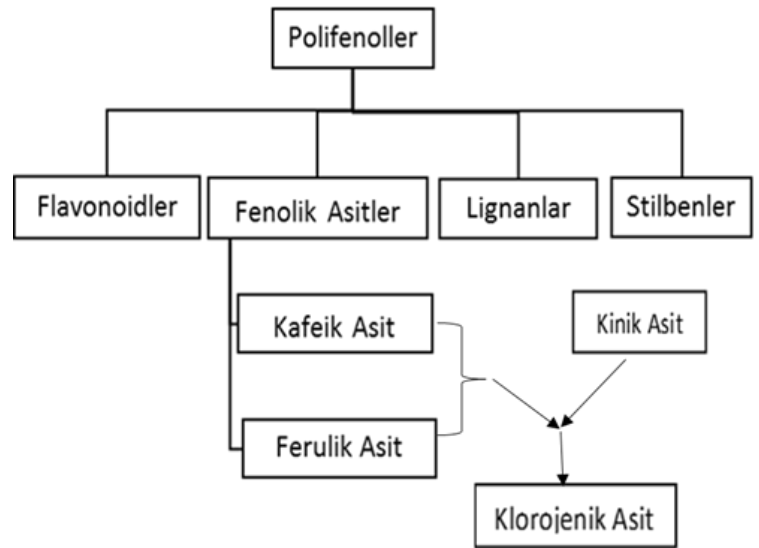 Polifenoller
Flavonoidler
Fenolik Asitler
Lignanlar
Stilbenler
Kafeik Asit
Kinik Asit
Ferulik Asit
Klorojenik Asit